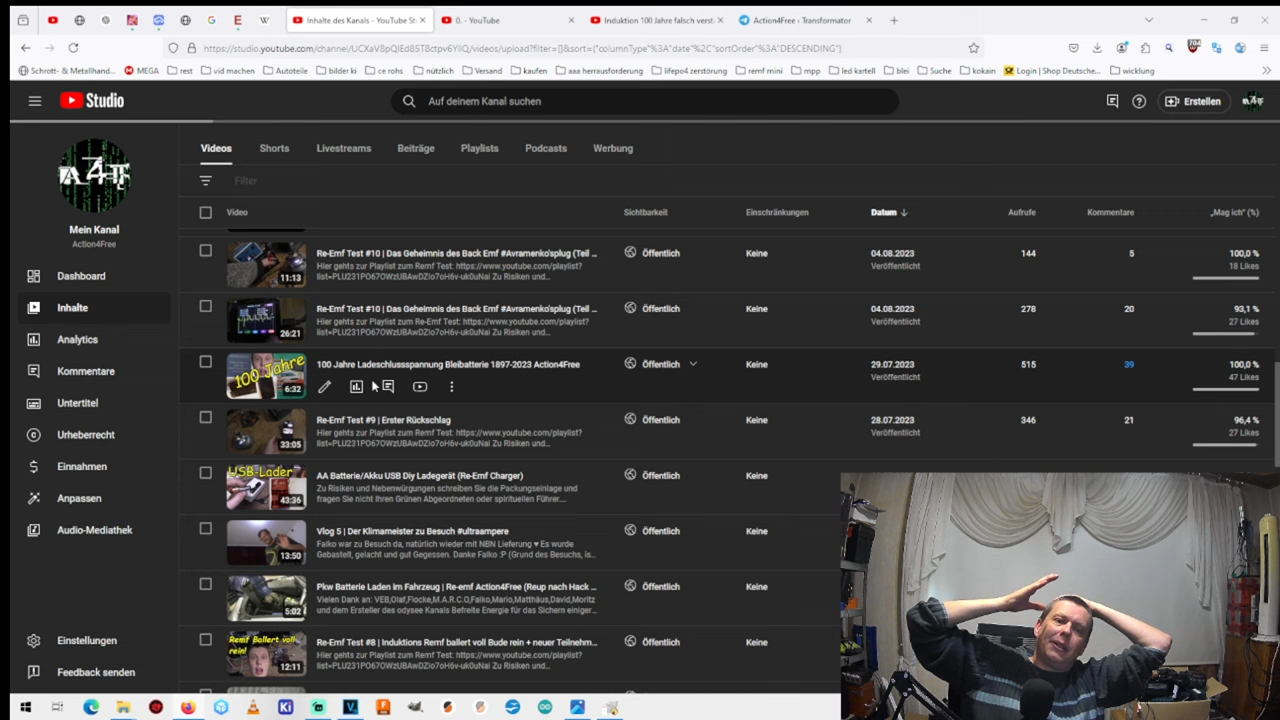 Inhalte des Kanals - YouTube St
0. - YouTube
Induktion 100 Jahre falsch verst
Action4Free › Transformator
https://studio.youtube.com/channel/UCXaV8pQIEd85T8ctpv6YlIQ/videos/upload?filter=[]&sort={"columnType"%3A"date"%2C"sortOrder"%3A"DESCENDING"}
704
Schrott- & Metallhand...
MEGA
rest
vid machen
Autoteile
bilder ki
ce rohs
nützlich
Versand
kaufen
aaa herrausforderung
lifepo4 zerstörung
remf mini
mpp
led kartell
blei
Suche
kokain
Login | Shop Deutsche...
wicklung
Studio
Auf deinem Kanal suchen
Erstellen
Mein Kanal
Action4Free
Dashboard
Inhalte
Analytics
Kommentare
Untertitel
Urheberrecht
Einnahmen
Anpassen
Audio-Mediathek
Einstellungen
Feedback senden
Videos
Shorts
Livestreams
Beiträge
Playlists
Podcasts
Werbung
Filter
Video
Sichtbarkeit
Einschränkungen
Datum
Aufrufe
Kommentare
„Mag ich" (%)
11:13
Re-Emf Test #10 | Das Geheimnis des Back Emf #Avramenko'splug (Teil ...
Hier gehts zur Playlist zum Remf Test: https://www.youtube.com/playlist?
list=PLU231PO67OWzUBAwDZIo7oH6v-uk0uNai Zu Risiken und...
Öffentlich
Keine
04.08.2023
Veröffentlicht
144
5
100,0 %
18 Likes
26:21
Re-Emf Test #10 | Das Geheimnis des Back Emf #Avramenko'splug (Teil ...
Hier gehts zur Playlist zum Re-Emf Test: https://www.youtube.com/playlist?
list=PLU231PO67OWzUBAwDZIo7oH6v-uk0uNai Zu Risiken und...
Öffentlich
Keine
04.08.2023
Veröffentlicht
278
20
93,1 %
27 Likes
100 Jahre
6:32
100 Jahre Ladeschlussspannung Bleibatterie 1897-2023 Action4Free
Öffentlich
Keine
29.07.2023
Veröffentlicht
515
39
100,0 %
47 Likes
33:05
Re-Emf Test #9 | Erster Rückschlag
Hier gehts zur Playlist zum Remf Test: https://www.youtube.com/playlist?
list=PLU231PO67OWzUBAwDZIo7oH6v-uk0uNai Zu Risiken und...
Öffentlich
Keine
28.07.2023
Veröffentlicht
346
21
96,4 %
27 Likes
USB-Lader
43:36
AA Batterie/Akku USB Diy Ladegerät (Re-Emf Charger)
Zu Risiken und Nebenwürgungen schreiben Sie die Packungseinlage und
fragen Sie nicht Ihren Grünen Abgeordneten oder spirituellen Führer...
Öffentlich
Keine
13:50
Vlog 5 | Der Klimameister zu Besuch #ultraampere
Falko war zu Besuch da, natürlich wieder mit NBN Lieferung ♥ Es wurde
Gebastelt, gelacht und gut Gegessen. Danke Falko :P (Grund des Besuchs, is...
Öffentlich
Keine
5:02
Pkw Batterie Laden im Fahrzeug | Re-emf Action4Free (Reup nach Hack ...
Vielen Dank an: VEB,Olaf,Flocke,M.A.R.C.O,Falko,Mario,Matthäus,David,Moritz
und dem Ersteller des odysee Kanals Befreite Energie für das Sichern einiger...
Öffentlich
Keine
Remf Ballert voll
rein!
12:11
Re-Emf Test #8 | Induktions Remf ballert voll Bude rein + neuer Teilnehm...
Hier gehts zur Playlist zum Remf Test: https://www.youtube.com/playlist?
list=PLU231PO67OWzUBAwDZIo7oH6v-uk0uNai Zu Risiken und...
Öffentlich
Keine